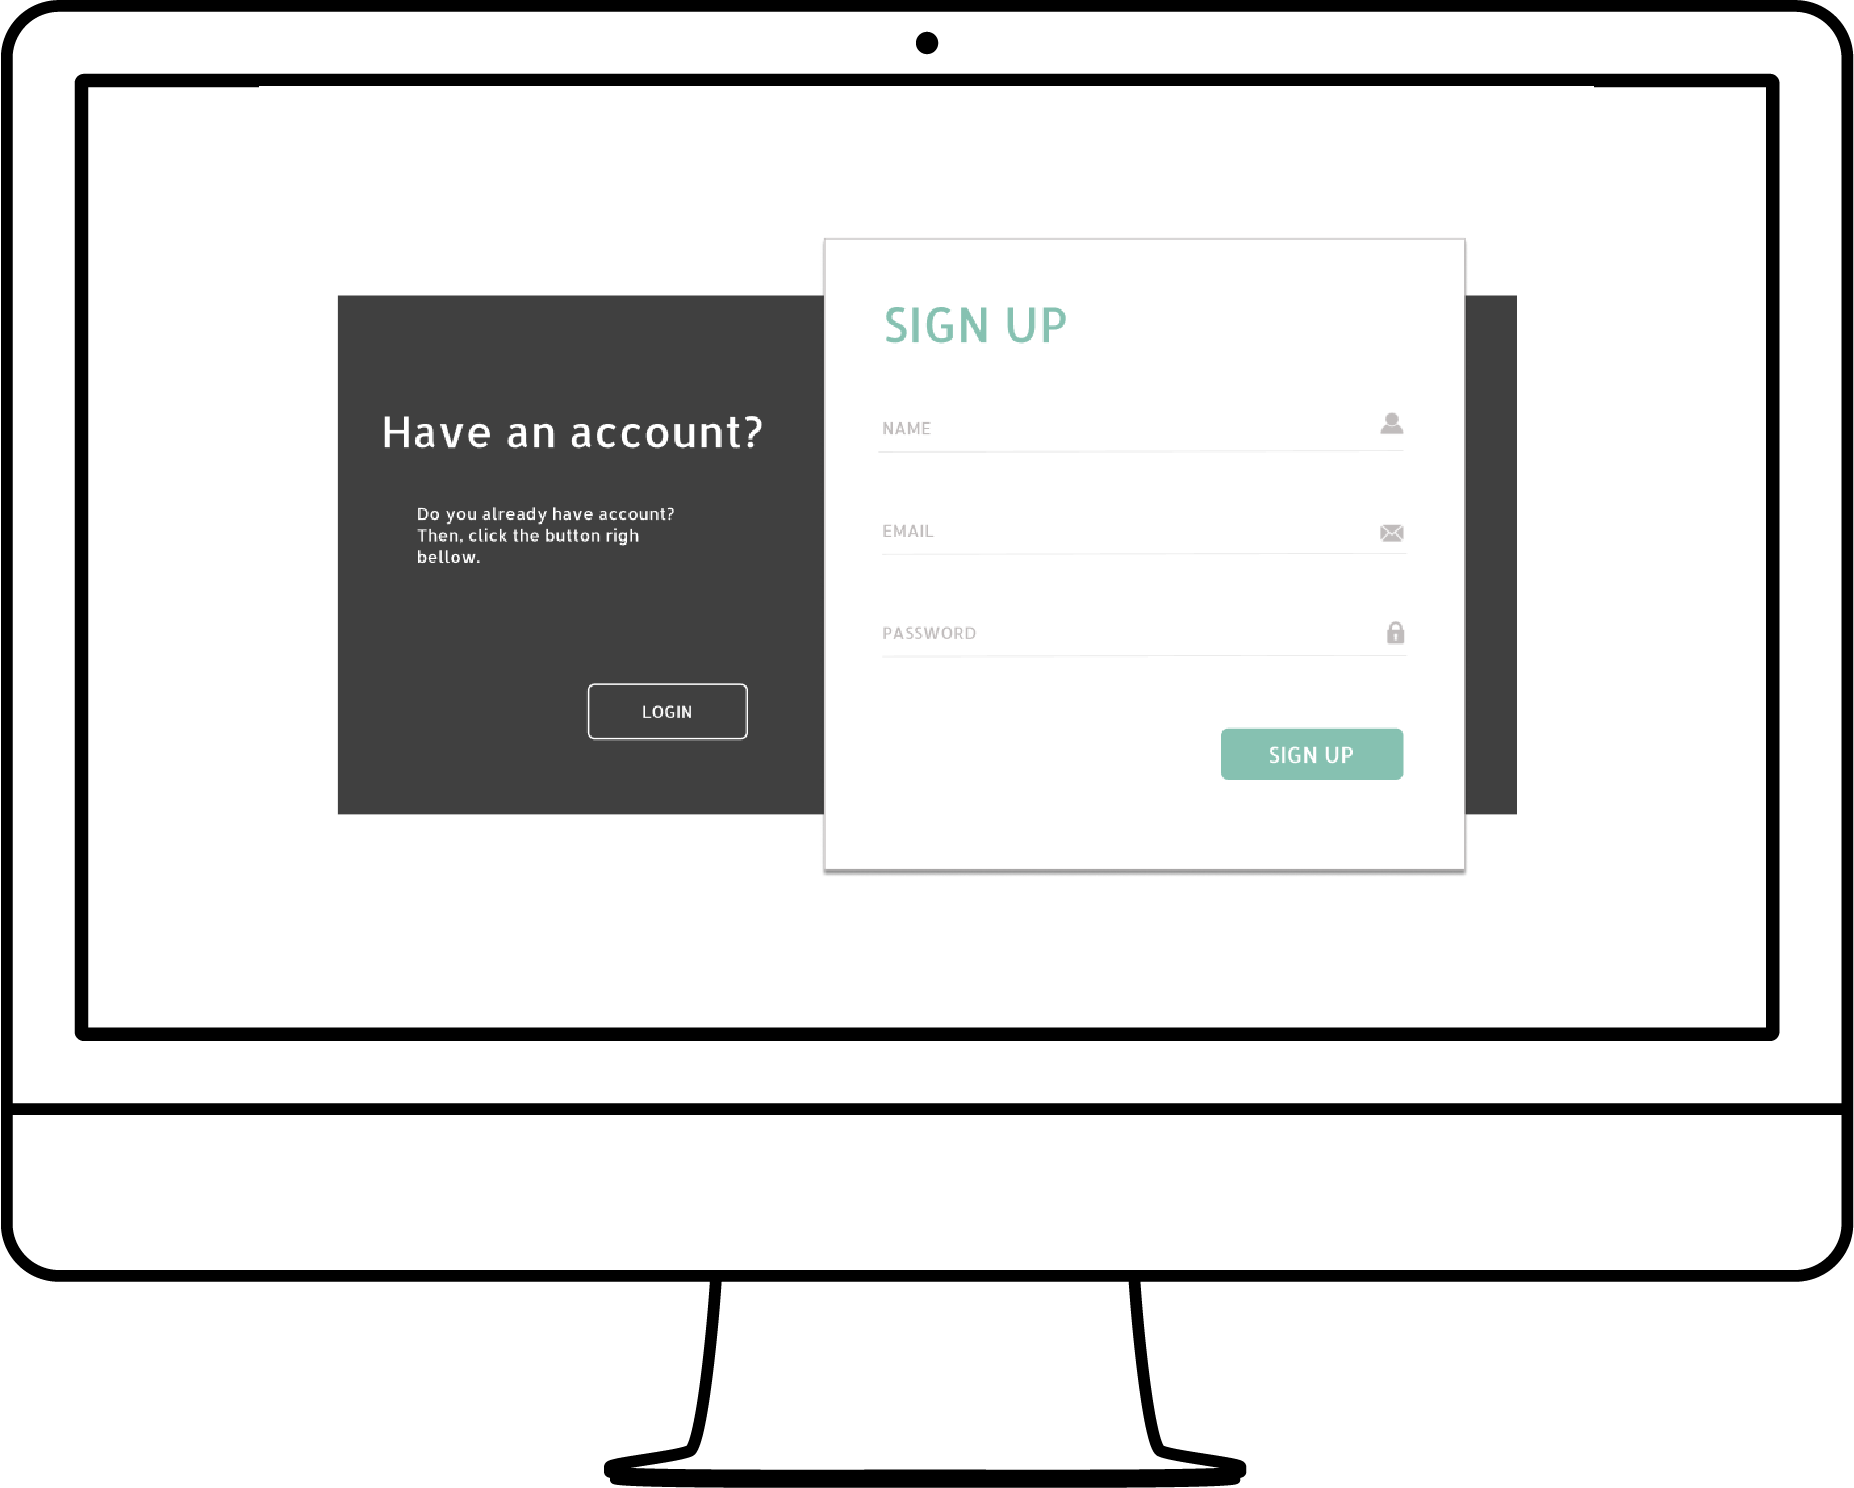 Have an account?
Do you already have account?
Then, click the button righ
bellow.
LOGIN
SIGN UP
NAME
EMAIL
PASSWORD
SIGN UP